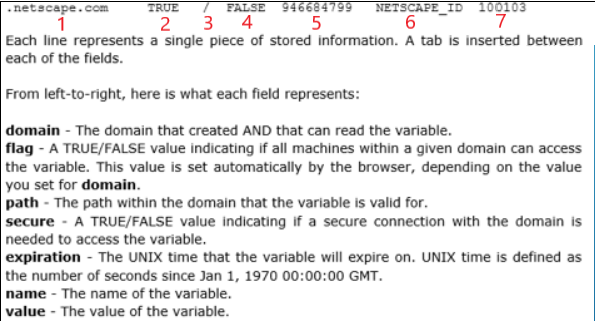 .netscape.com TRUE / FALSE 946684799 NETSCAPE_ID 100103
1 2 3 4 5 6 7
Each line represents a single piece of stored information. A tab is inserted between
each of the fields.
From left-to-right, here is what each field represents:
domain - The domain that created AND that can read the variable.
flag - A TRUE/FALSE value indicating if all machines within a given domain can access
the variable. This value is set automatically by the browser, depending on the value
you set for domain.
path - The path within the domain that the variable is valid for.
secure - A TRUE/FALSE value indicating if a secure connection with the domain is
needed to access the variable.
expiration - The UNIX time that the variable will expire on. UNIX time is defined as
the number of seconds since Jan 1, 1970 00:00:00 GMT.
name - The name of the variable.
value - The value of the variable.